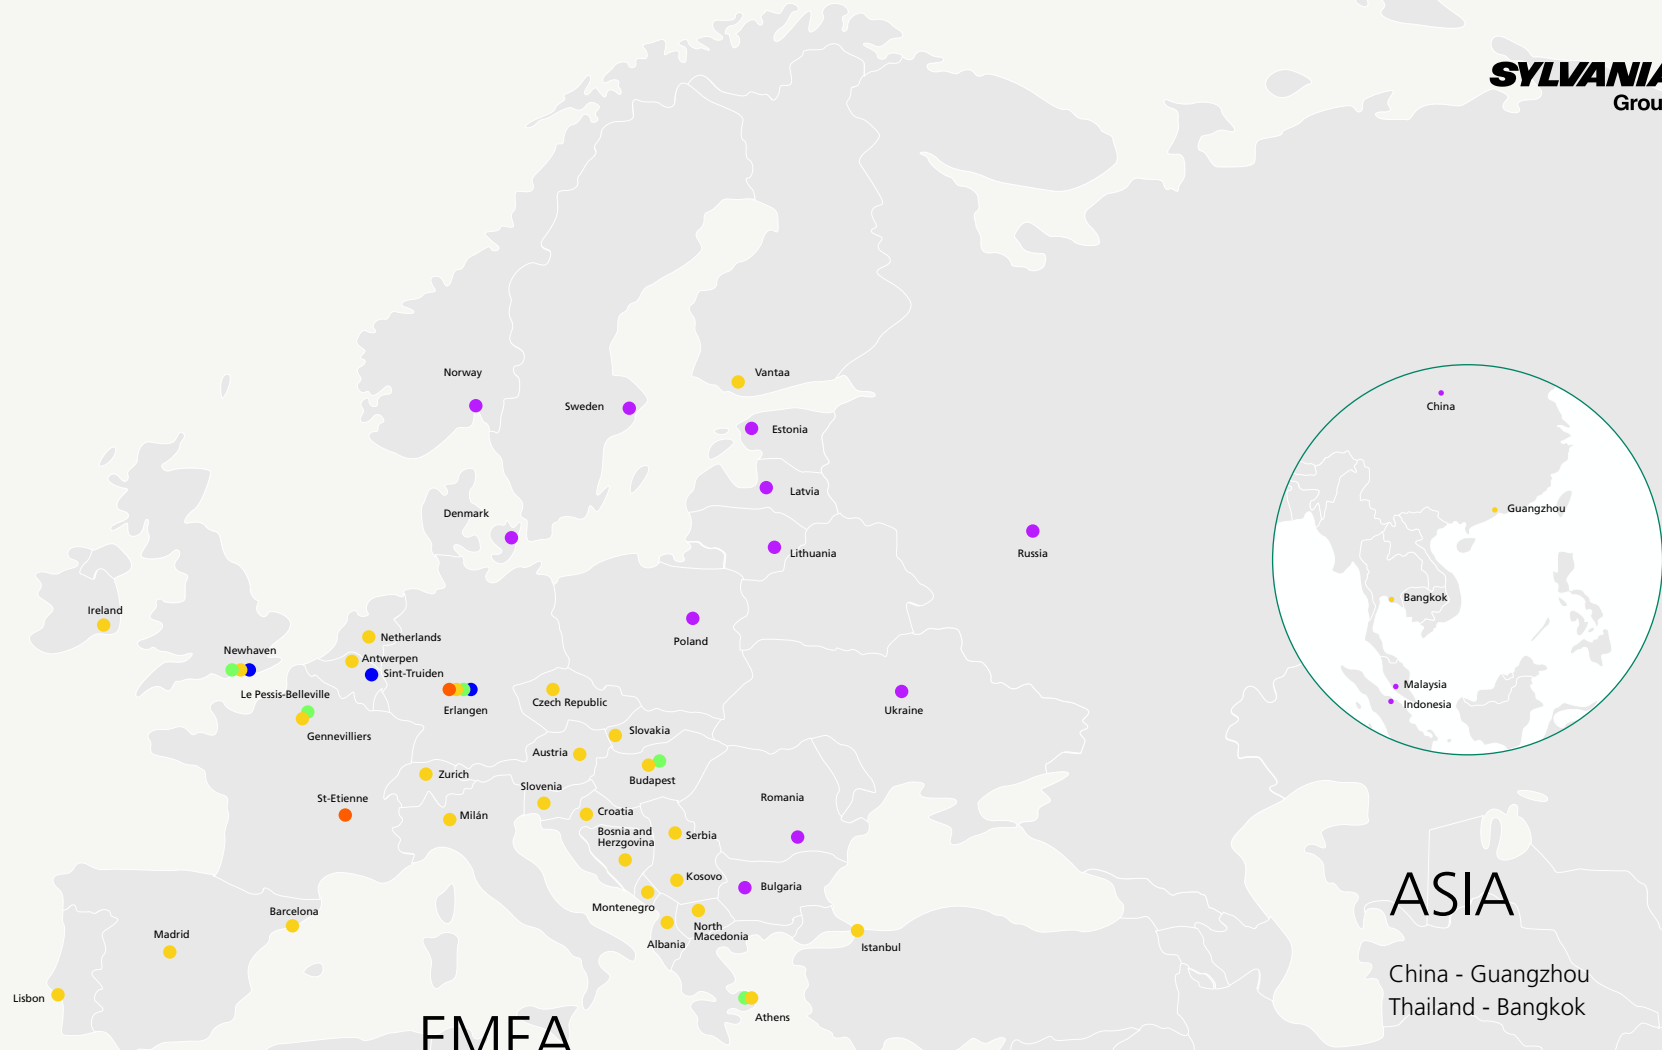 SYLVANIA
Grou
Norway
Vantaa
Sweden
Estonia
China
Latvia
Guangzhou
Denmark
Lithuania
Russia
Bangkok
Ireland
Netherlands
Poland
Newhaven
Antwerpen
Sint-Truiden
Malaysia
Le Pessis-Belleville
Czech Republic
Indonesia
Erlangen
Ukraine
Gennevilliers
Slovakia
Austria
Zurich
Budapest
Slovenia
St-Etienne
Romania
Milán
Croatia
Bosnia and
Herzgovina
Serbia
Kosovo
Bulgaria
Montenegro
Barcelona
North
Macedonia
Madrid
Albania
Istanbul
Lisbon
Athens
ASIA
China - Guangzhou
Thailand - Bangkok
EMEA